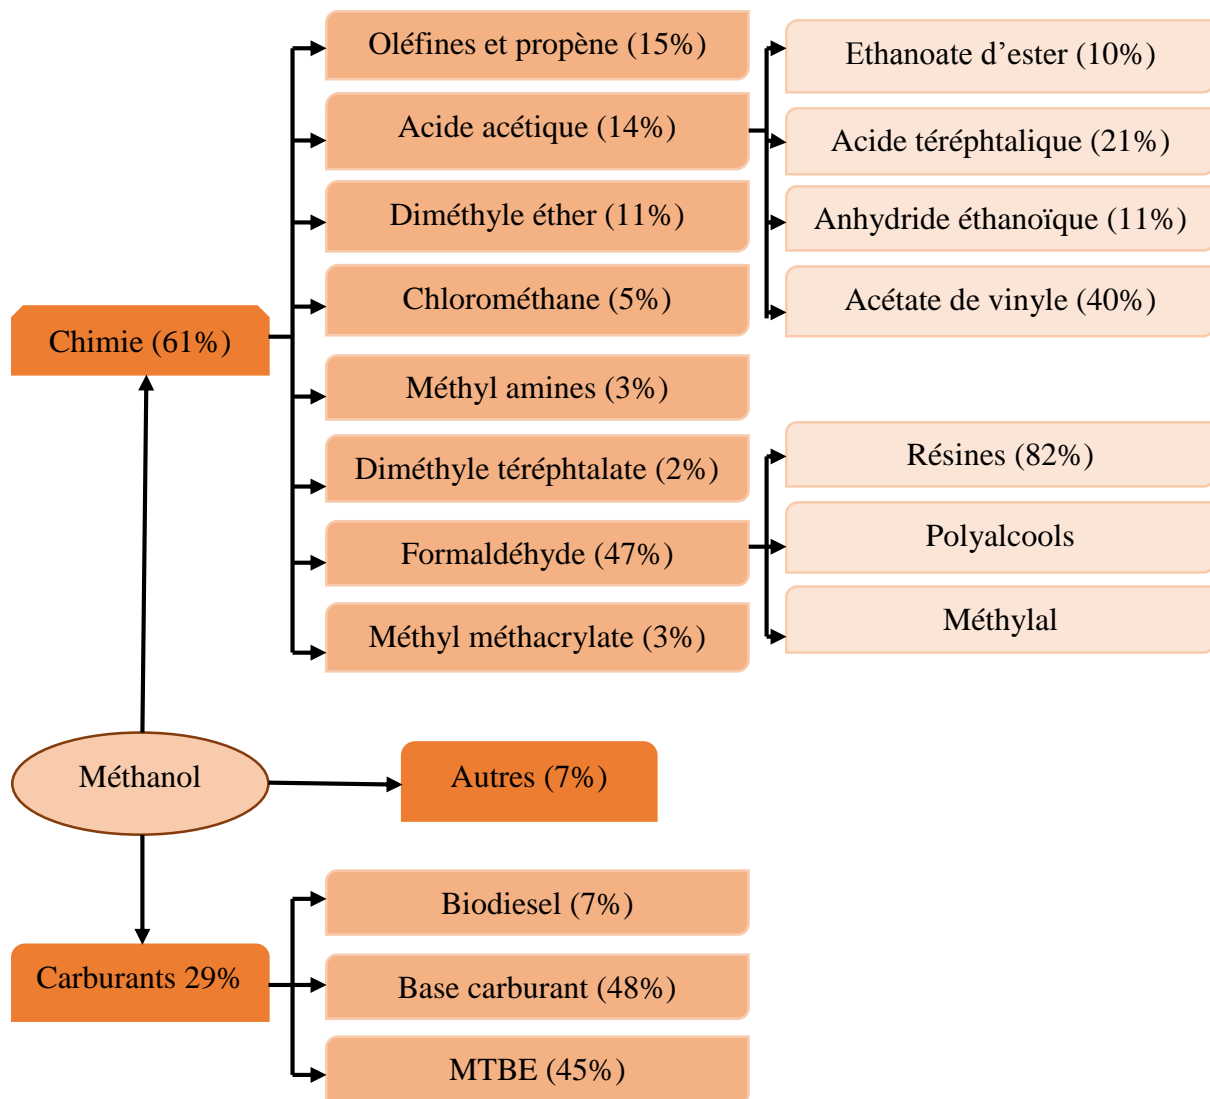 Oléfines et propène (15%)
Ethanoate d’ester (10%)
Acide acétique (14%)
Acide téréphtalique (21%)
Diméthyle éther (11%)
Anhydride éthanoïque (11%)
Chlorométhane (5%)
Acétate de vinyle (40%)
Chimie (61%)
Méthyl amines (3%)
Diméthyle téréphtalate (2%)
Résines (82%)
Formaldéhyde (47%)
Polyalcools
Méthyl méthacrylate (3%)
Méthylal
Méthanol
Autres (7%)
Biodiesel (7%)
Carburants 29%
Base carburant (48%)
MTBE (45%)